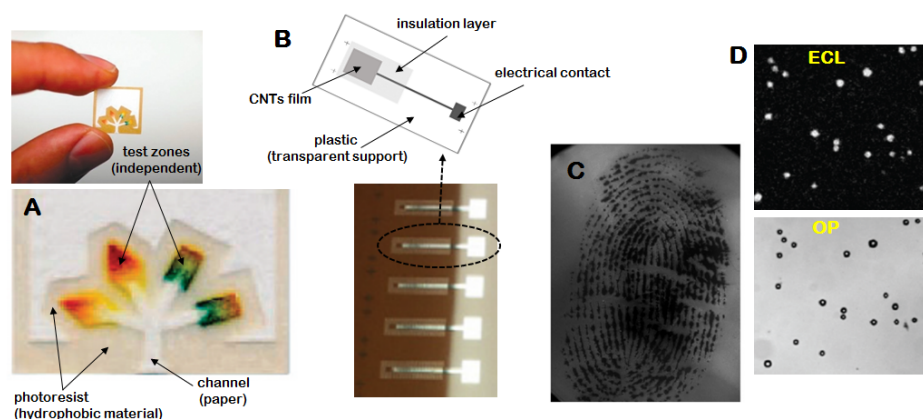 A
test zones
(independent)
photoresist
(hydrophobic material)
channel
(paper)
B
insulation layer
electrical contact
CNTs film
plastic
(transparent support)
C
D
ECL
OP